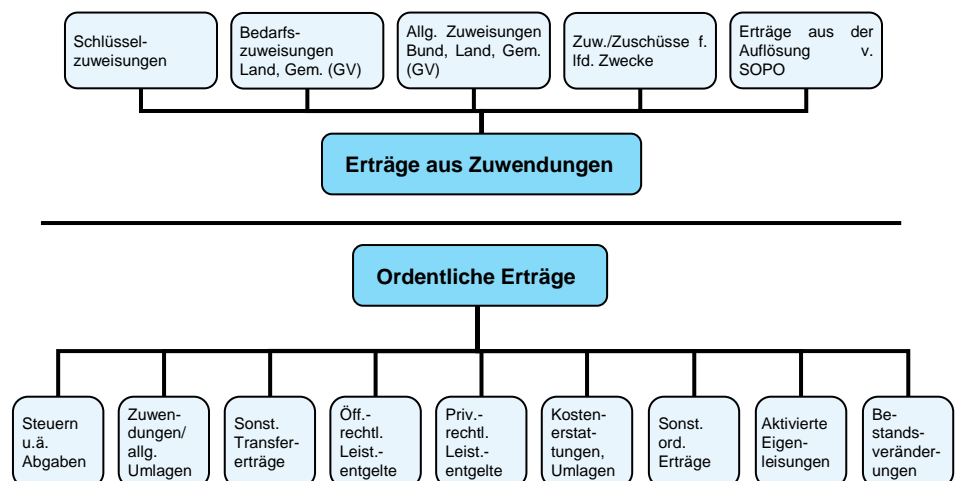 Schlüssel-
zuweisungen
Bedarfs-
zuweisungen
Land, Gem. (GV)
Allg. Zuweisungen
Bund, Land, Gem.
(GV)
Zuw./Zuschüsse f.
lfd. Zwecke
Erträge aus der
Auflösung v.
SOPO
Erträge aus Zuwendungen
Ordentliche Erträge
Steuern
u.ä.
Abgaben
Zuwen-
dungen/
allg.
Umlagen
Sonst.
Transfer-
erträge
Öff.-
rechtl.
Leist.-
entgelte
Priv.-
rechtl.
Leist.-
entgelte
Kosten-
erstat-
tungen,
Umlagen
Sonst.
ord.
Erträge
Aktivierte
Eigen-
leisungen
Be-
stands-
veränder-
ungen